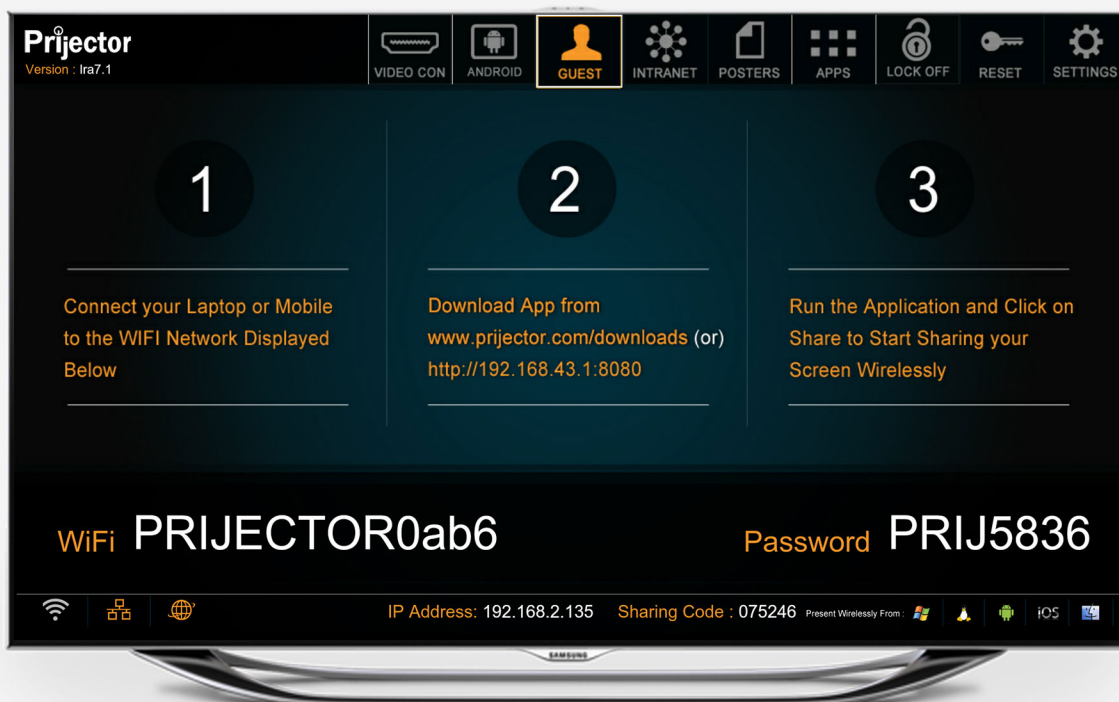 Prijector
Version : Ira7.1
VIDEO CON
ANDROID
GUEST
INTRANET
POSTERS
APPS
LOCK OFF
RESET
SETTINGS
1
Connect your Laptop or Mobile
to the WIFI Network Displayed
Below
2
Download App from
www.prijector.com/downloads (or)
http://192.168.43.1:8080
3
Run the Application and Click on
Share to Start Sharing your
Screen Wirelessly
WiFi PRIJECTOR0ab6
Password PRIJ5836
IP Address: 192.168.2.135
Sharing Code : 075246
Present Wirelessly From :
iOS
SAMSUNG